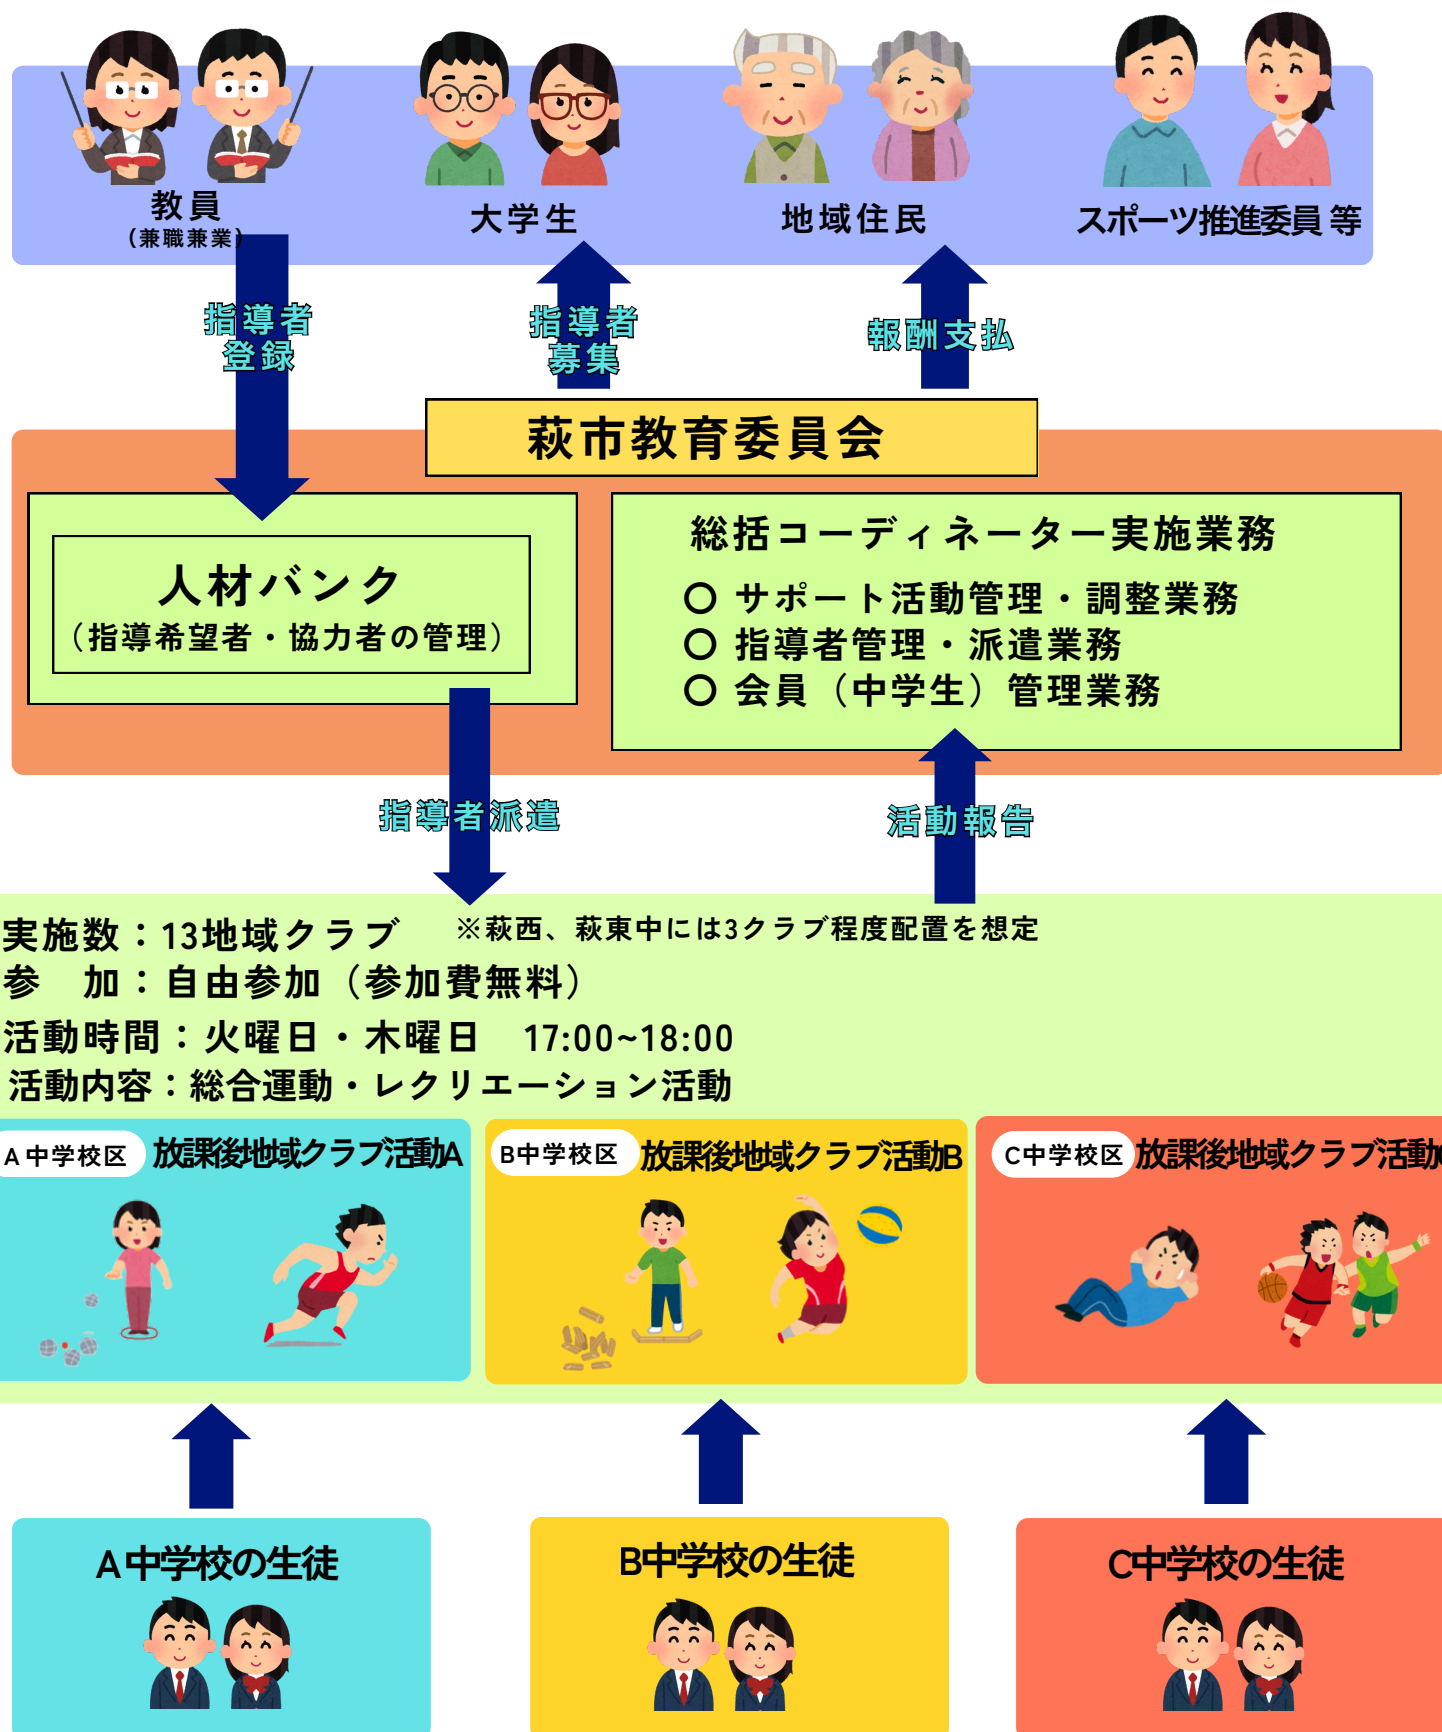 教員
（兼職兼業）
大学生
地域住民
スポーツ推進委員 等
指導者
登録
指導者
募集
報酬支払
萩市教育委員会
人材バンク
（指導希望者・協力者の管理）
総括コーディネーター実施業務
〇 サポート活動管理・調整業務
〇 指導者管理・派遣業務
〇 会員（中学生）管理業務
指導者派遣
活動報告
実施数：13地域クラブ ※萩西、萩東中には3クラブ程度配置を想定
参　加：自由参加（参加費無料）
活動時間：火曜日・木曜日　17:00~18:00
活動内容：総合運動・レクリエーション活動
A中学校区 放課後地域クラブ活動A
B中学校区 放課後地域クラブ活動B
C中学校区 放課後地域クラブ活動C
A中学校の生徒
B中学校の生徒
C中学校の生徒